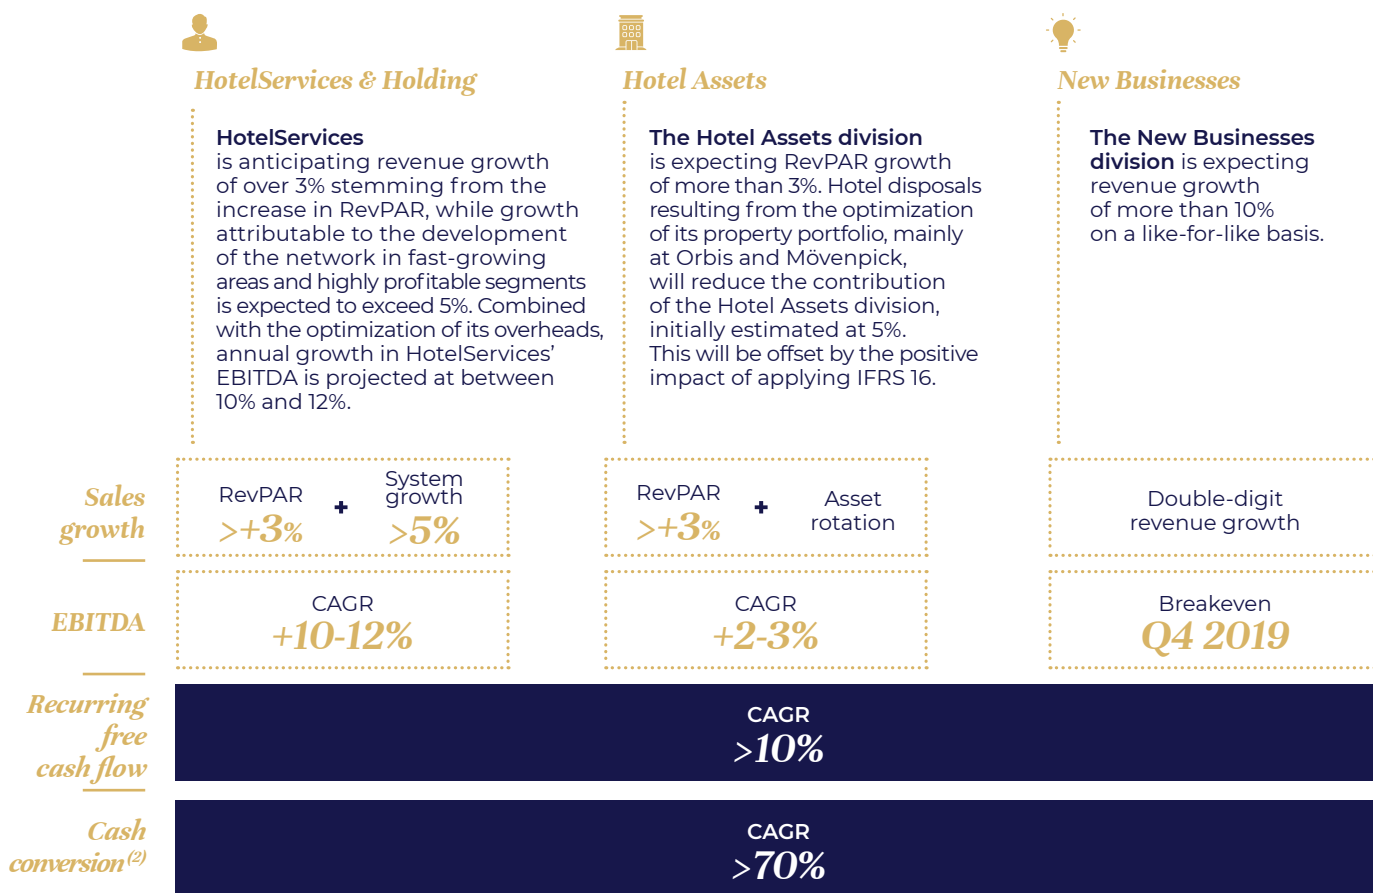 HotelServices & Holding
HotelServices
is anticipating revenue growth
of over 3% stemming from the
increase in RevPAR, while growth
attributable to the development
of the network in fast-growing
areas and highly profitable segments
is expected to exceed 5%. Combined
with the optimization of its overheads,
annual growth in HotelServices’
EBITDA is projected at between
10% and 12%.
Hotel Assets
The Hotel Assets division
is expecting RevPAR growth
of more than 3%. Hotel disposals
resulting from the optimization
of its property portfolio, mainly
at Orbis and Mövenpick,
will reduce the contribution
of the Hotel Assets division,
initially estimated at 5%.
This will be offset by the positive
impact of applying IFRS 16.
New Businesses
The New Businesses
division is expecting
revenue growth
of more than 10%
on a like-for-like basis.
Sales
growth
RevPAR
>+3%
+
System
growth
>5%
RevPAR
>+3%
+
Asset
rotation
Double-digit
revenue growth
EBITDA
CAGR
+10-12%
CAGR
+2-3%
Breakeven
Q4 2019
Recurring
free
cash flow
CAGR
>10%
Cash
conversion (2)
CAGR
>70%